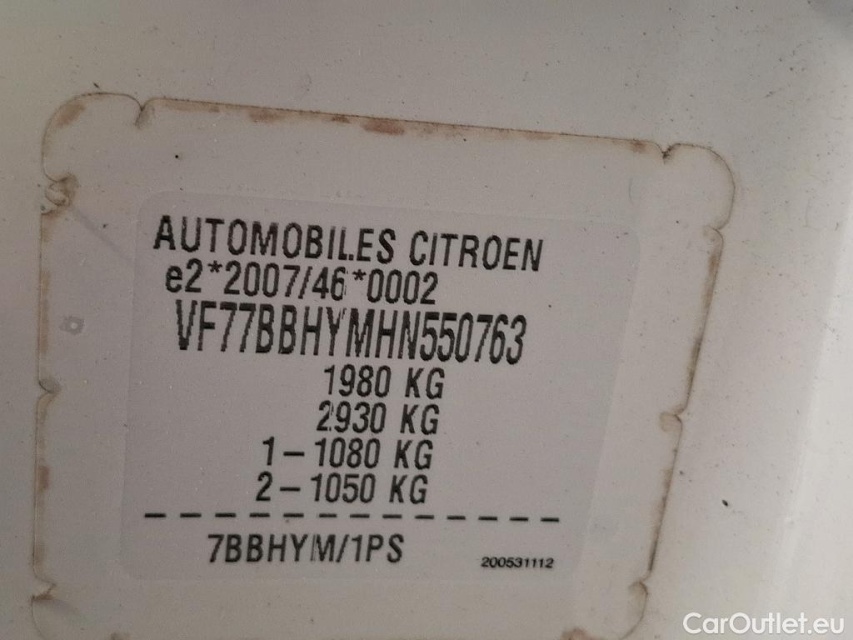 AUTOMOBILES CITROEN
e2*2007/46*0002
VF77BBHYMHN550763
1980 KG
2930 KG
1-1080 KG
2-1050 KG
7BBHYM/1PS
200531112
CarOutlet.eu